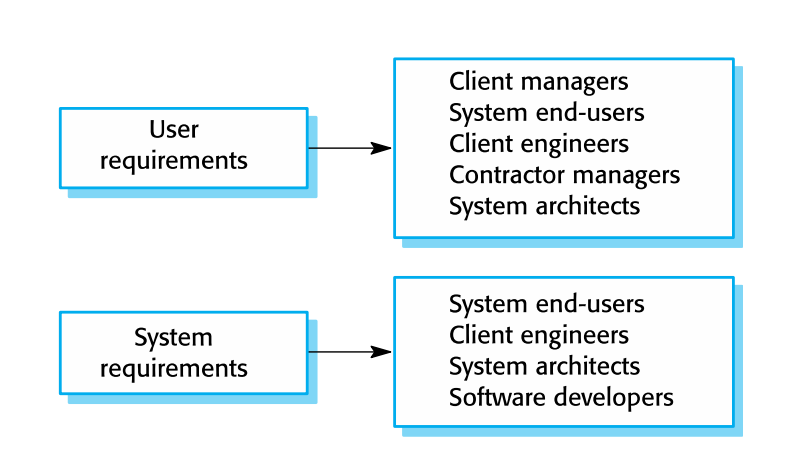 User
requirements
Client managers
System end-users
Client engineers
Contractor managers
System architects
System
requirements
System end-users
Client engineers
System architects
Software developers